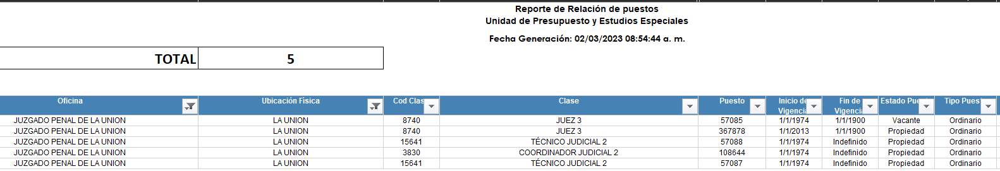 Reporte de Relación de puestos
Unidad de Presupuesto y Estudios Especiales
Fecha Generación: 02/03/2023 08:54:44 a. m.
TOTAL 5
Oficina Ubicación Física Cod Clas Clase Puesto Inicio de Vigencia Fin de Vigencia Estado Pue Tipo Pues
JUZGADO PENAL DE LA UNION LA UNION 8740 JUEZ 3 57085 1/1/1974 1/1/1900 Vacante Ordinario
JUZGADO PENAL DE LA UNION LA UNION 8740 JUEZ 3 367878 1/1/2013 1/1/1900 Propiedad Ordinario
JUZGADO PENAL DE LA UNION LA UNION 15641 TÉCNICO JUDICIAL 2 57088 1/1/1974 Indefinido Propiedad Ordinario
JUZGADO PENAL DE LA UNION LA UNION 3830 COORDINADOR JUDICIAL 2 108644 1/1/1974 Indefinido Propiedad Ordinario
JUZGADO PENAL DE LA UNION LA UNION 15641 TÉCNICO JUDICIAL 2 57087 1/1/1974 Indefinido Propiedad Ordinario